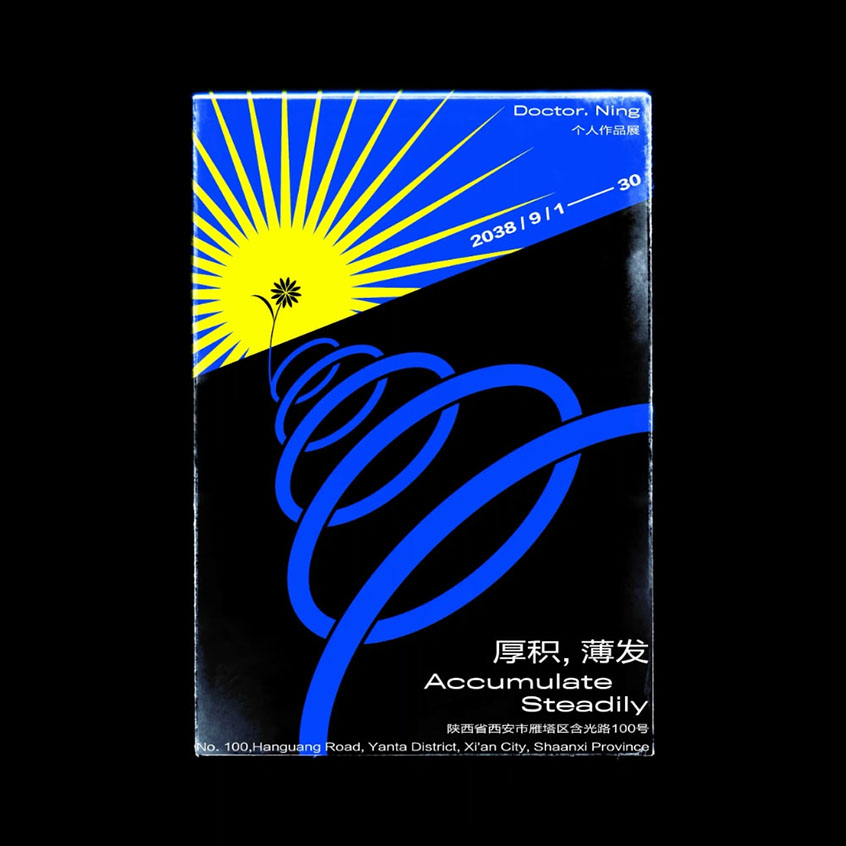 Doctor. Ning
个人作品展
2038 / 9 / 1 —— 30
厚积, 薄发
Accumulate
Steadily
陕西省西安市雁塔区含光路100号
No. 100,Hanguang Road, Yanta District, Xi'an City, Shaanxi Province